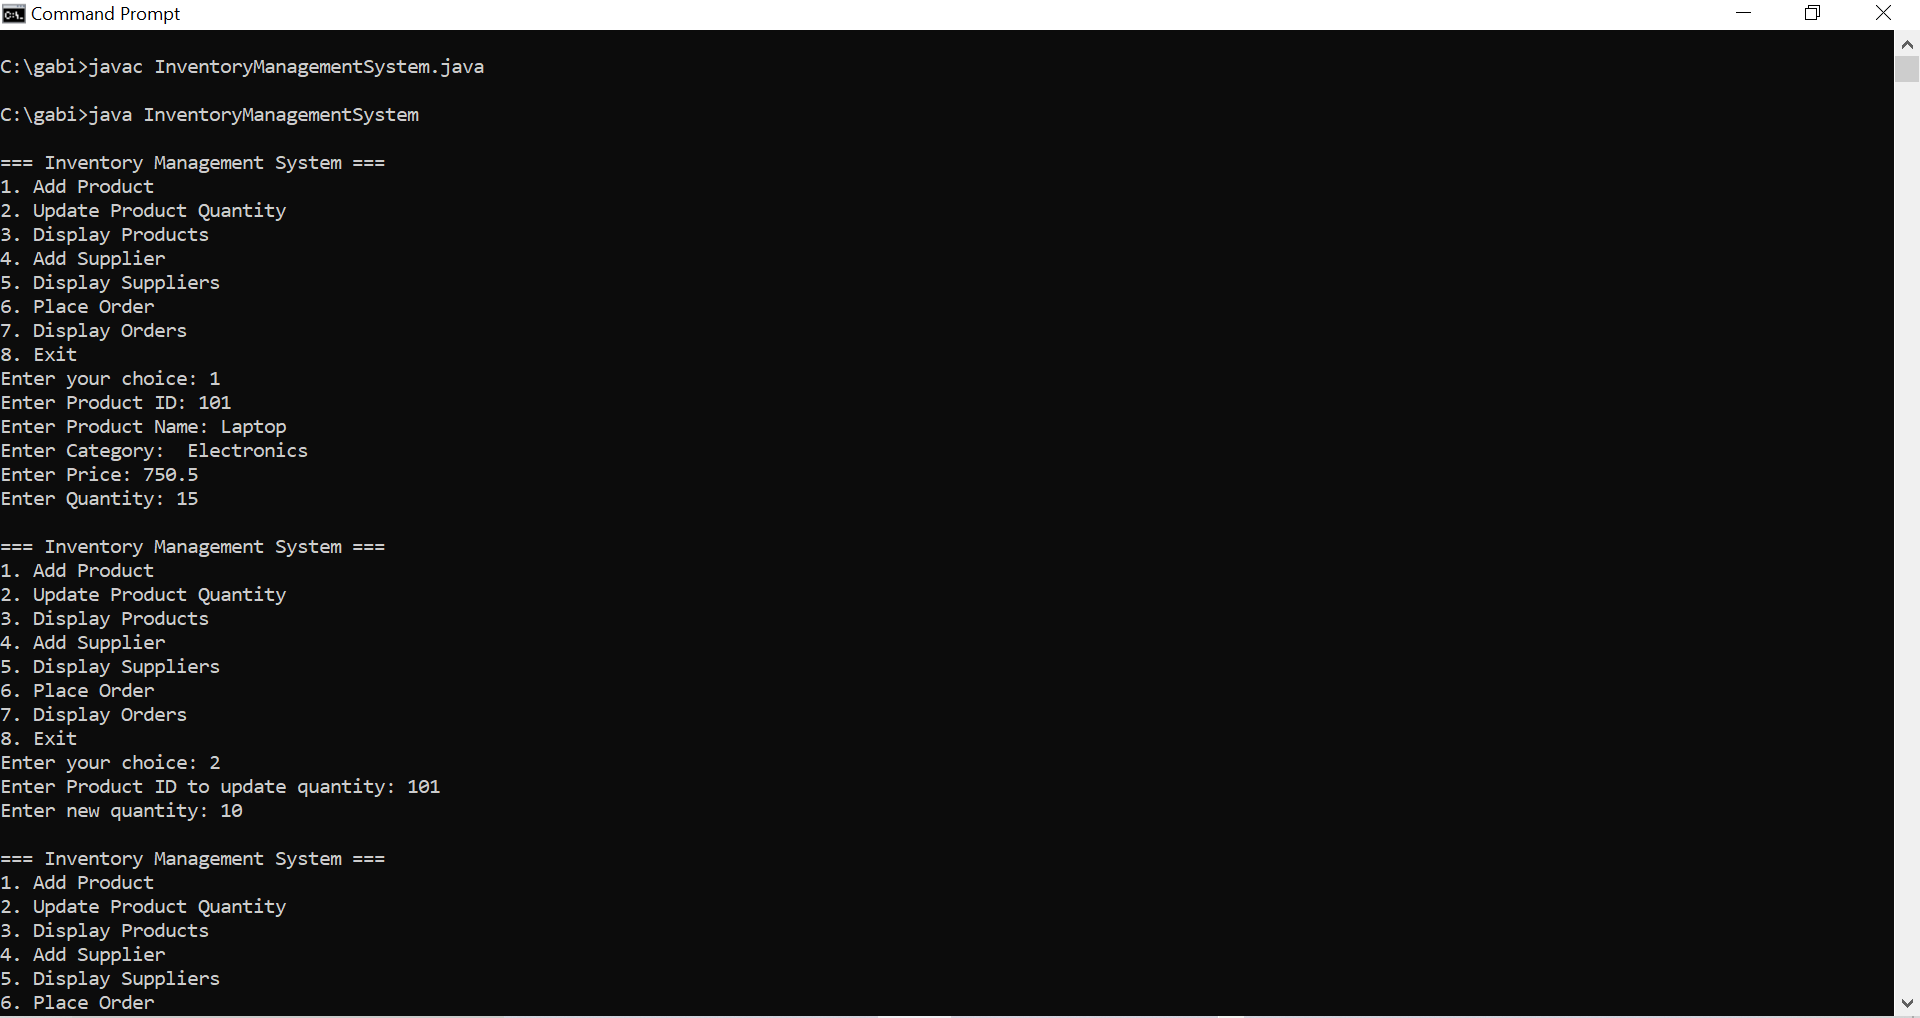 Command Prompt
C:\gabi>javac InventoryManagementSystem.java
C:\gabi>java InventoryManagementSystem
=== Inventory Management System ===
1. Add Product
2. Update Product Quantity
3. Display Products
4. Add Supplier
5. Display Suppliers
6. Place Order
7. Display Orders
8. Exit
Enter your choice: 1
Enter Product ID: 101
Enter Product Name: Laptop
Enter Category:  Electronics
Enter Price: 750.5
Enter Quantity: 15
=== Inventory Management System ===
1. Add Product
2. Update Product Quantity
3. Display Products
4. Add Supplier
5. Display Suppliers
6. Place Order
7. Display Orders
8. Exit
Enter your choice: 2
Enter Product ID to update quantity: 101
Enter new quantity: 10
=== Inventory Management System ===
1. Add Product
2. Update Product Quantity
3. Display Products
4. Add Supplier
5. Display Suppliers
6. Place Order